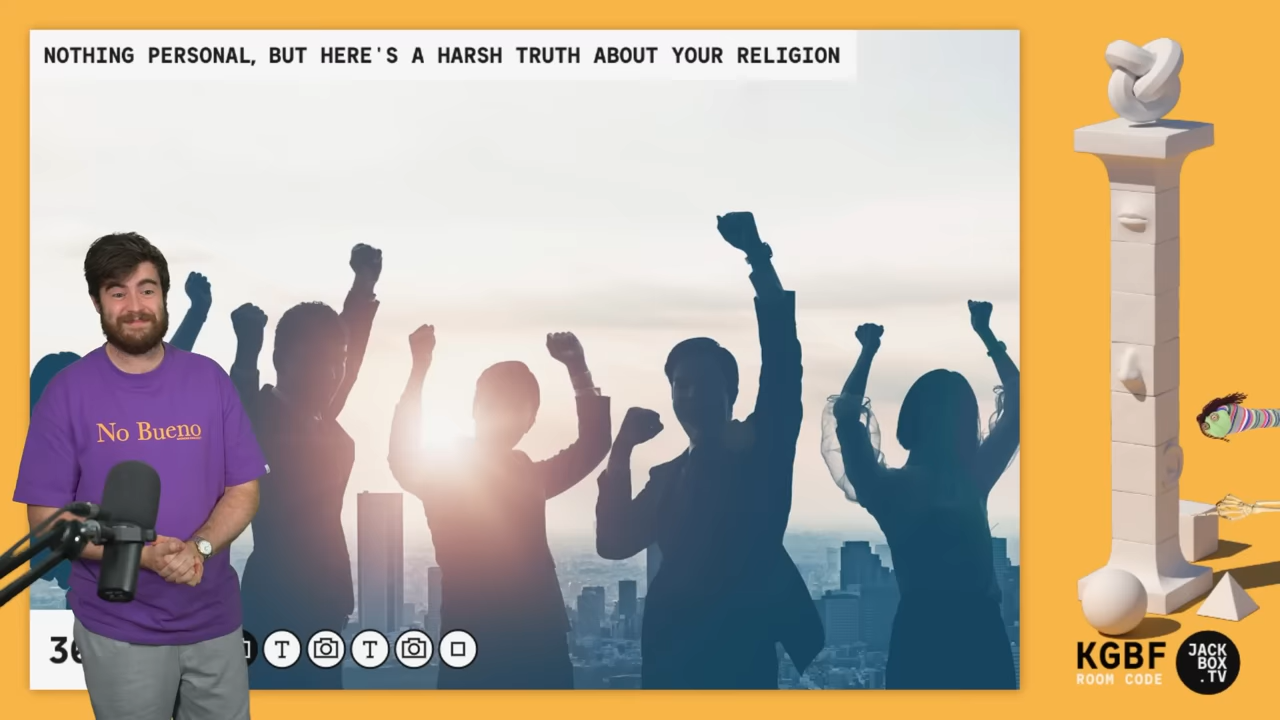 NOTHING PERSONAL, BUT HERE'S A HARSH TRUTH ABOUT YOUR RELIGION
No Bueno
T
T
KGBF
ROOM CODE
JACK
BOX
.TV